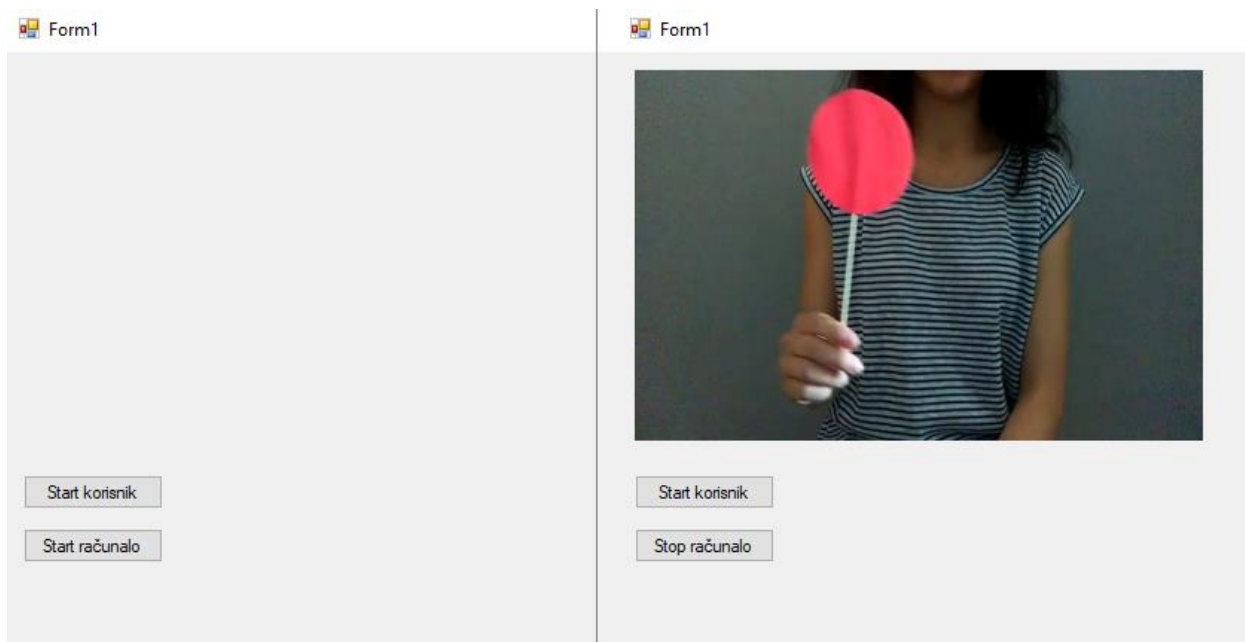 Form1
Start korisnik
Start računalo
Form1
Start korisnik
Stop računalo